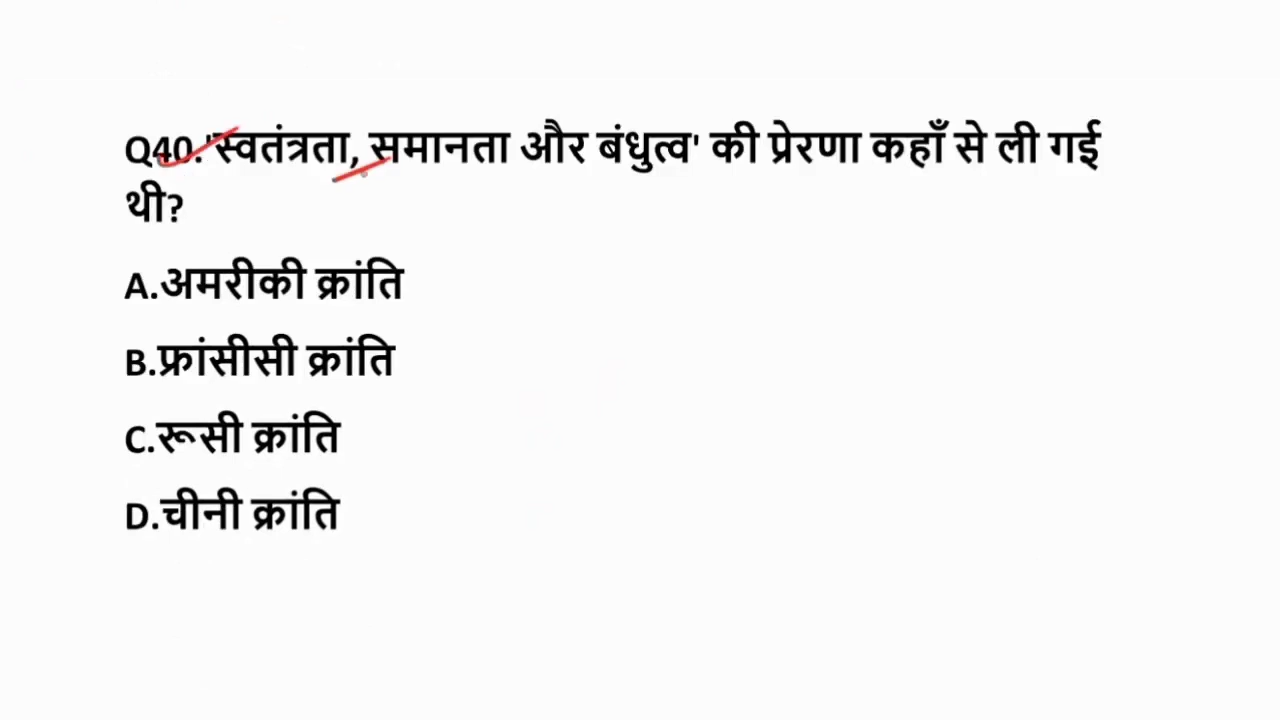 Q40.'स्वतंत्रता, समानता और बंधुत्व' की प्रेरणा कहाँ से ली गई
थी?
A.अमरीकी क्रांति
B.फ्रांसीसी क्रांति
C.रूसी क्रांति
D.चीनी क्रांति